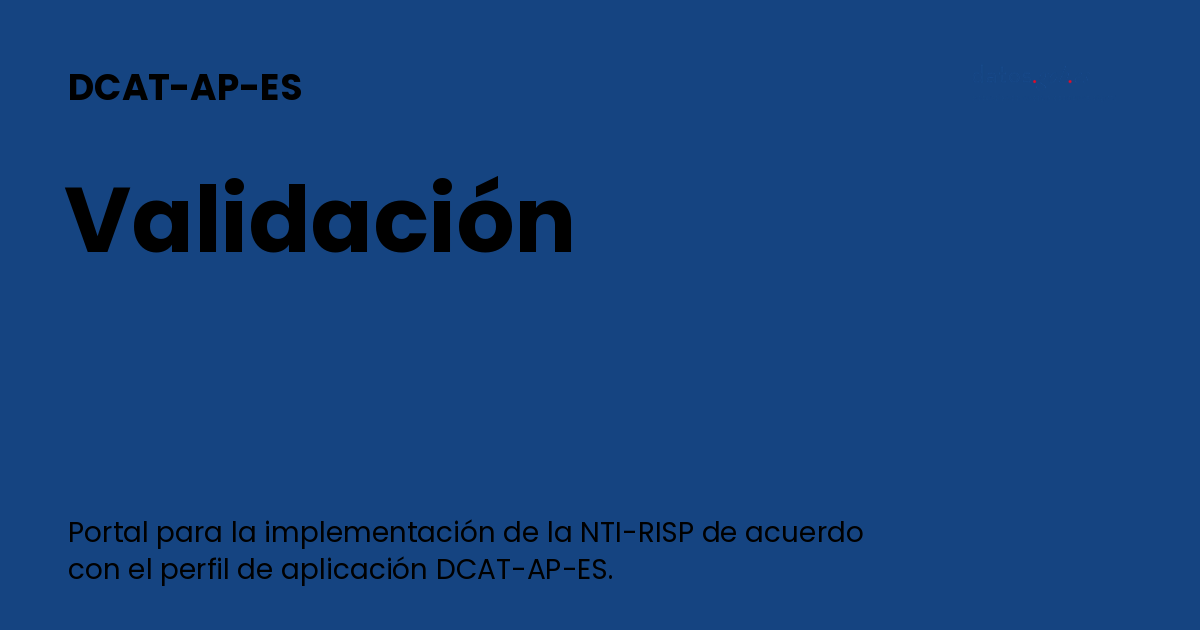 DCAT-AP-ES
Validación
Portal para la implementación de la NTI-RISP de acuerdo
con el perfil de aplicación DCAT-AP-ES.